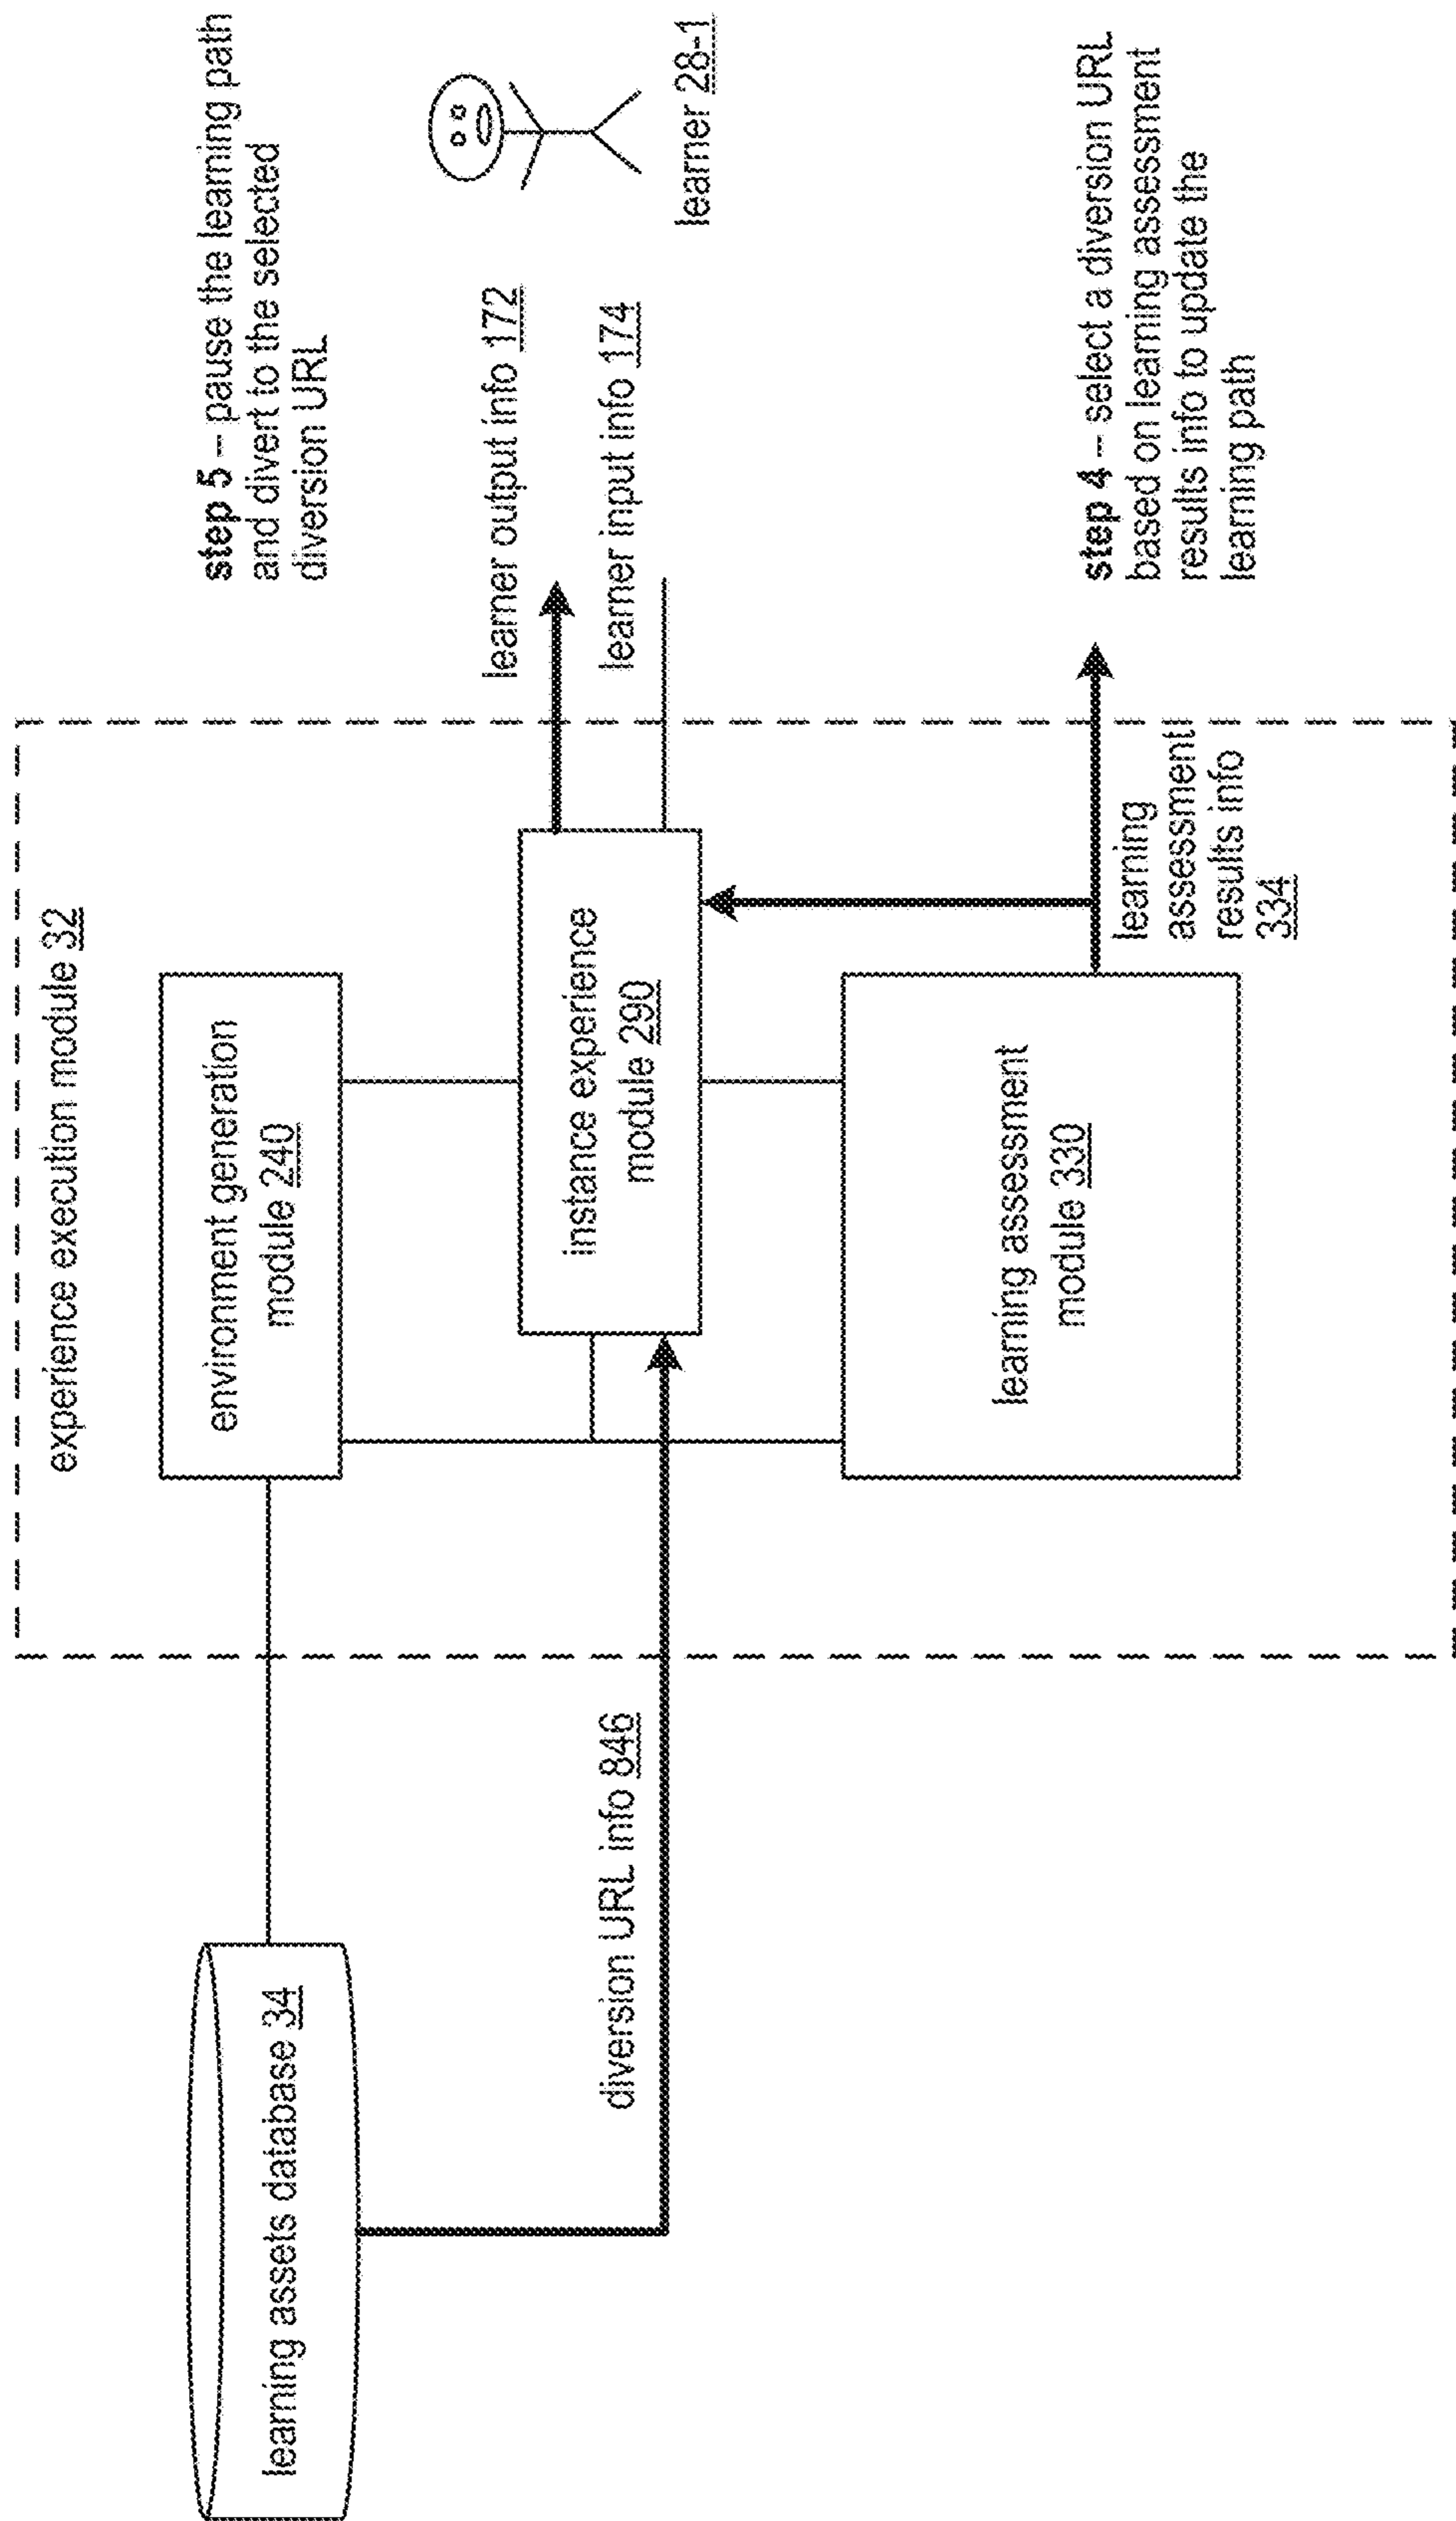 learning assets database 34
diversion URL info 846
experience execution module 32
environment generation
module 240
instance experience
module 290
learning assessment
module 330
learning
assessment
results info
334
step 5 – pause the learning path
and divert to the selected
diversion URL
learner output info 172
learner input info 174
learner 28-1
step 4 – select a diversion URL
based on learning assessment
results info to update the
learning path